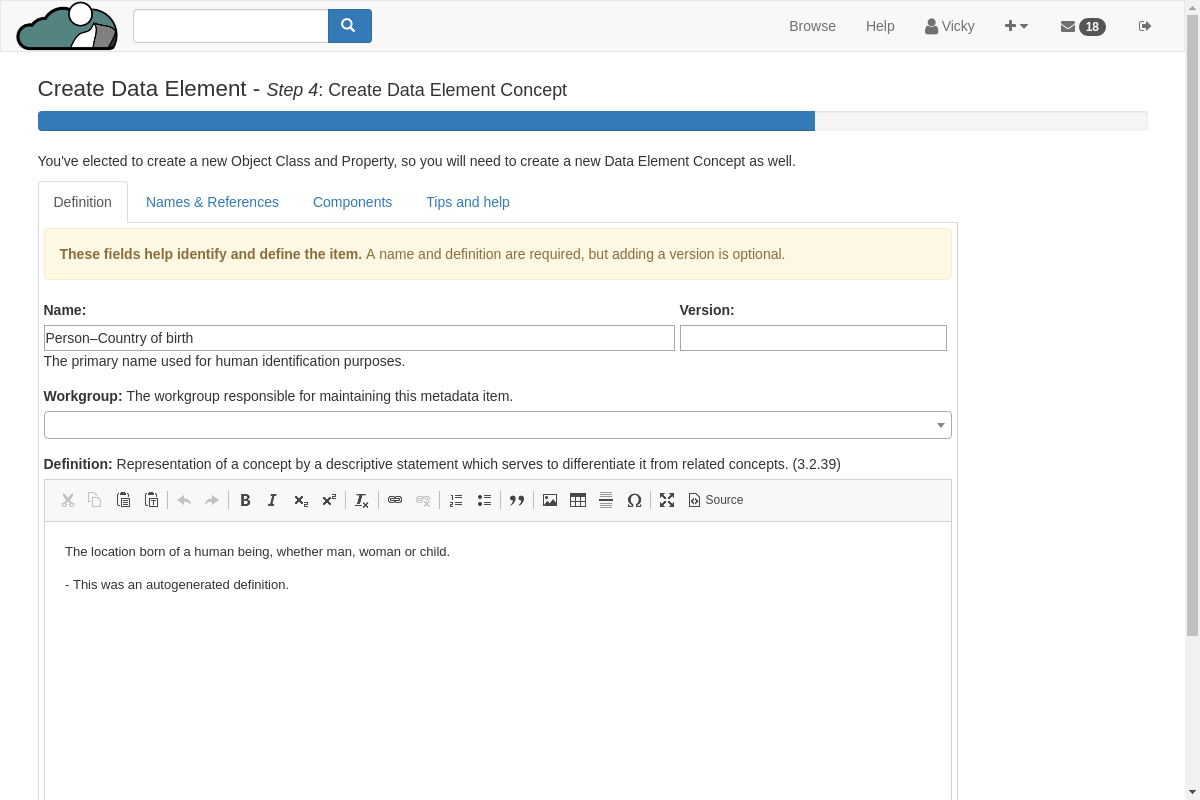 Browse Help Vicky 18
Create Data Element - Step 4: Create Data Element Concept
You've elected to create a new Object Class and Property, so you will need to create a new Data Element Concept as well.
Definition Names & References Components Tips and help
These fields help identify and define the item. A name and definition are required, but adding a version is optional.
Name: Version:
Person–Country of birth
The primary name used for human identification purposes.
Workgroup: The workgroup responsible for maintaining this metadata item.
Definition: Representation of a concept by a descriptive statement which serves to differentiate it from related concepts. (3.2.39)
Source
The location born of a human being, whether man, woman or child.
- This was an autogenerated definition.